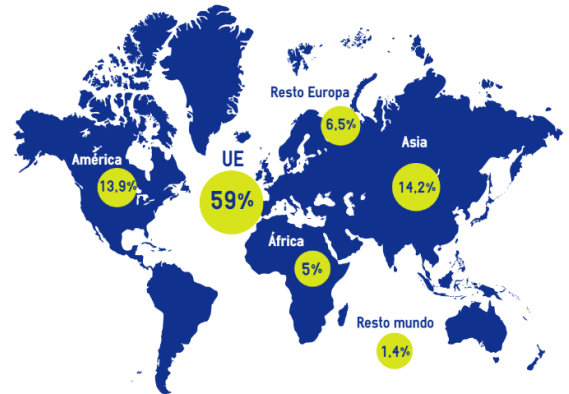 Resto Europa
6,5%
Asia
14,2%
América
13,9%
UE
59%
África
5%
Resto mundo
1,4%